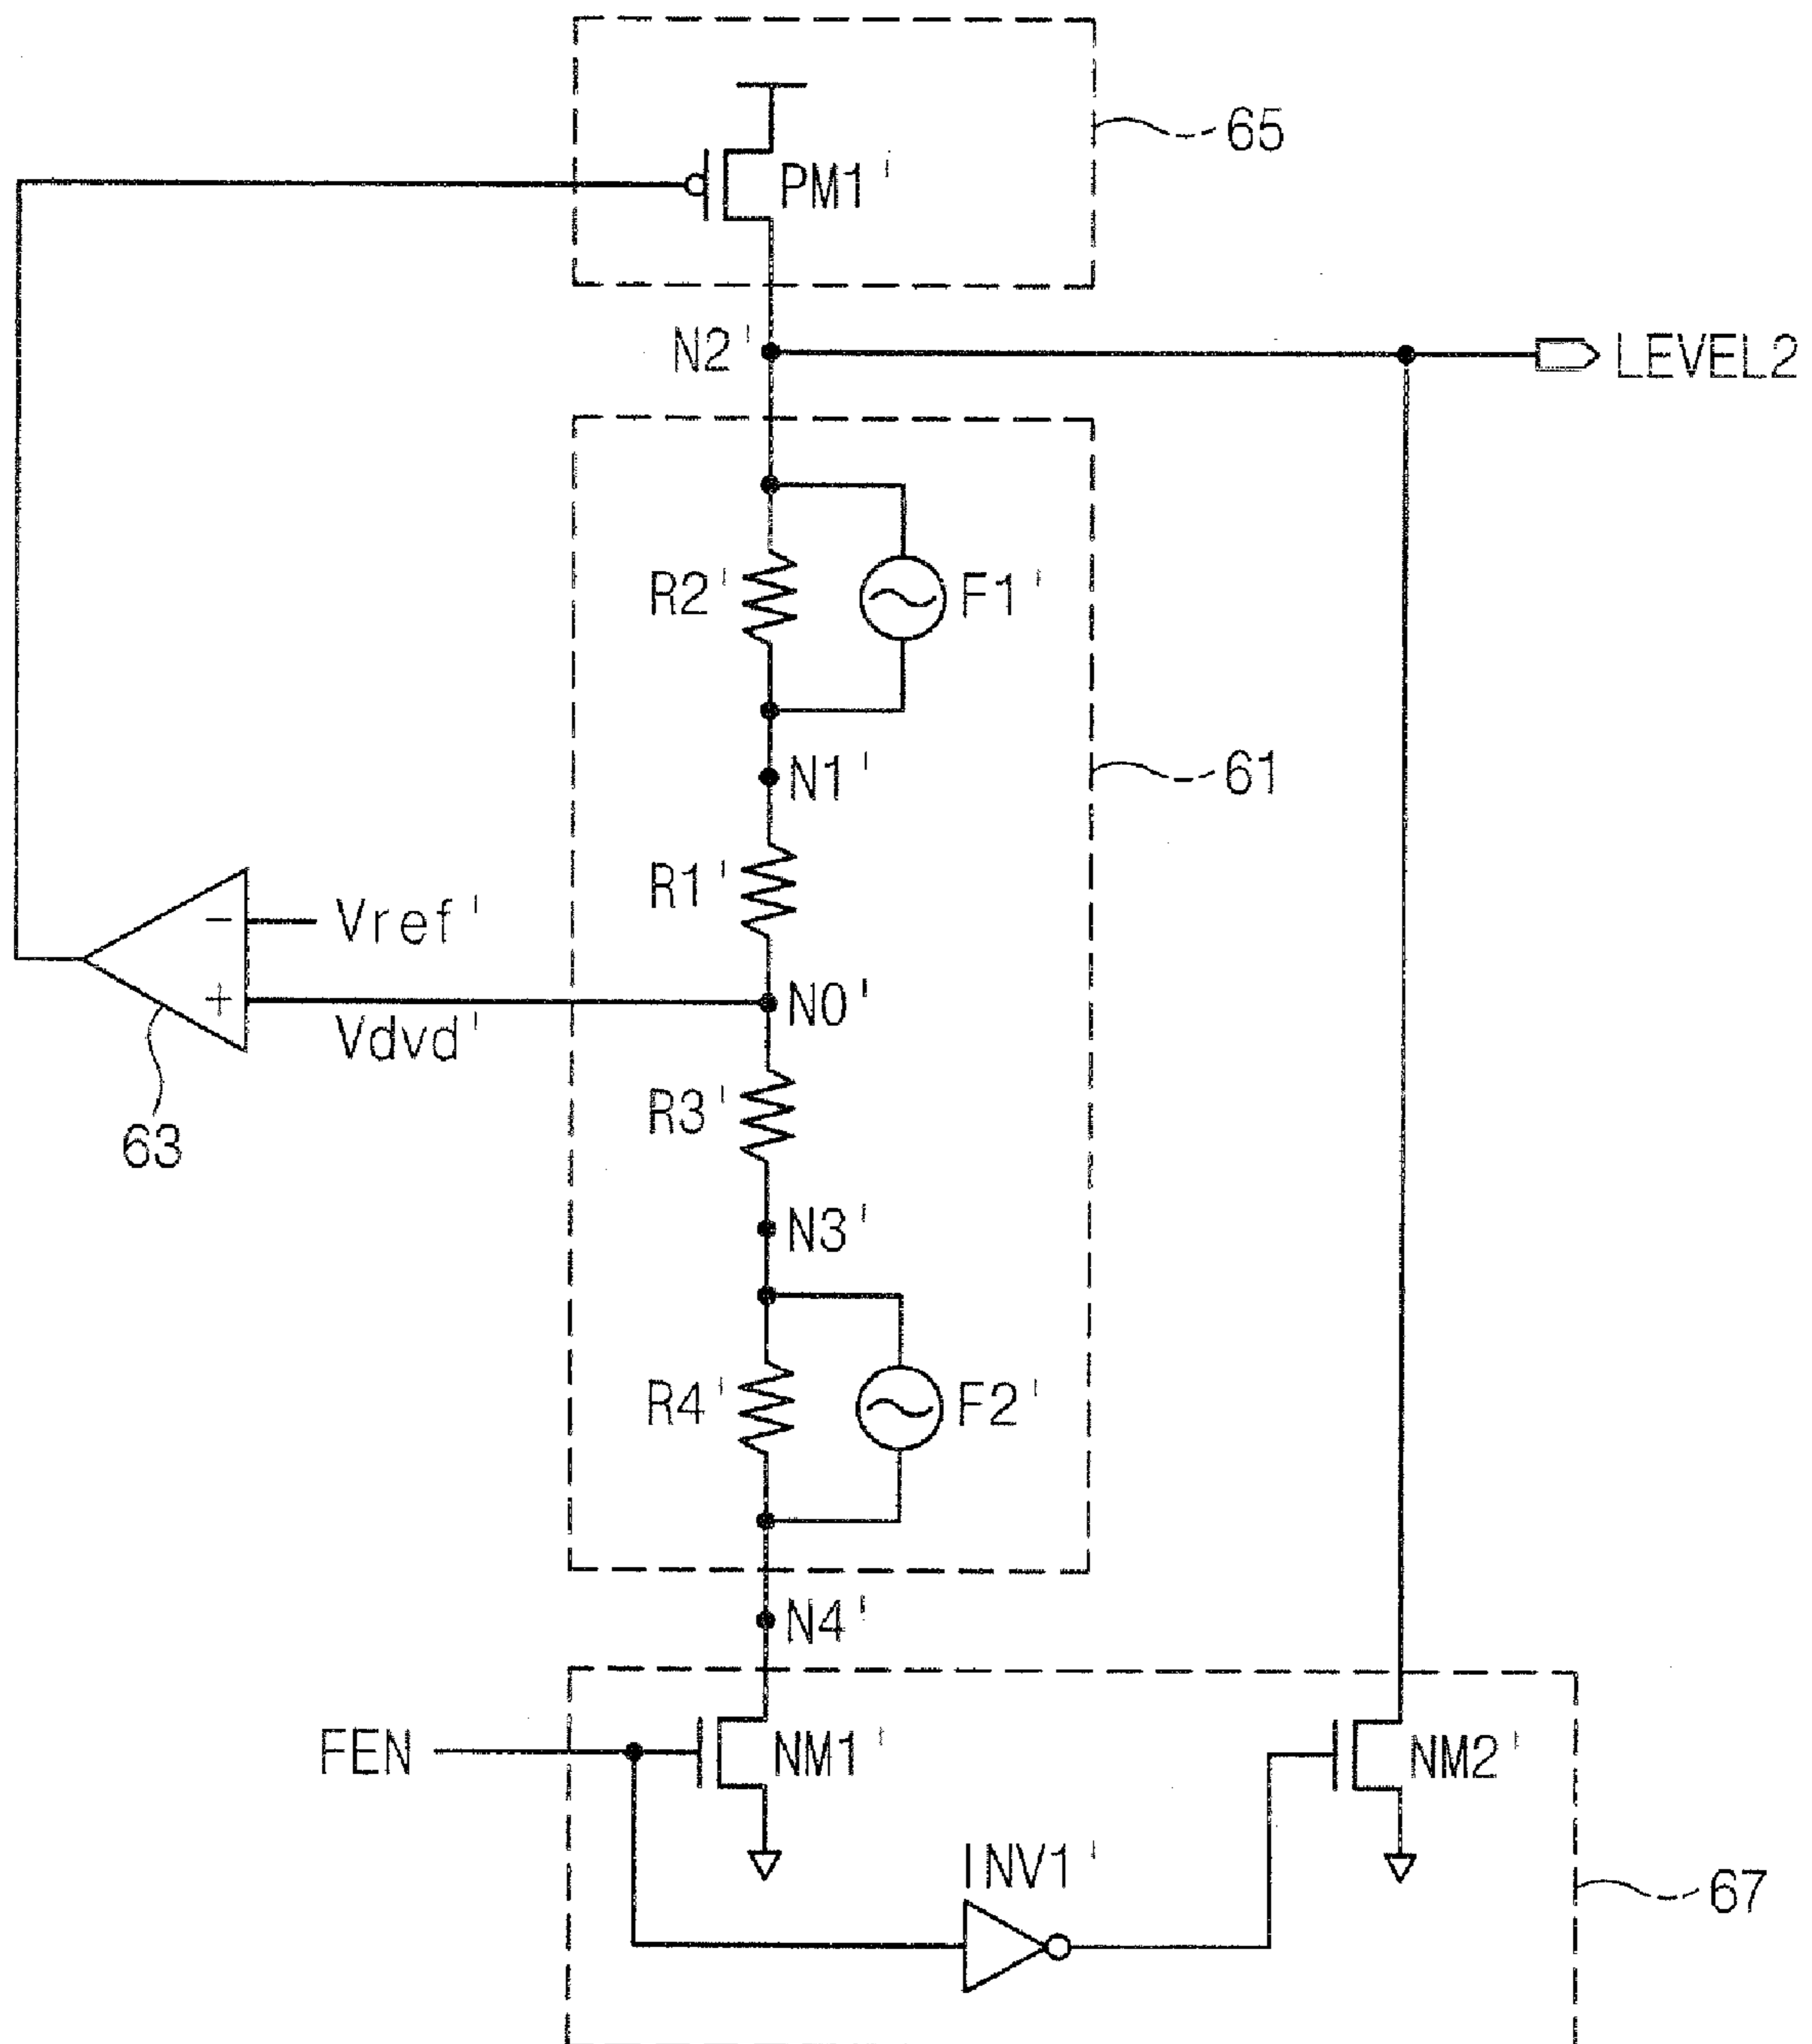 65
PM1'
N2'
LEVEL2
R2'
F1'
N1'
61
R1'
-
Vref'
+
N0'
Vdvd'
R3'
63
N3'
R4'
F2'
N4'
FEN
NM1'
NM2'
INV1'
67